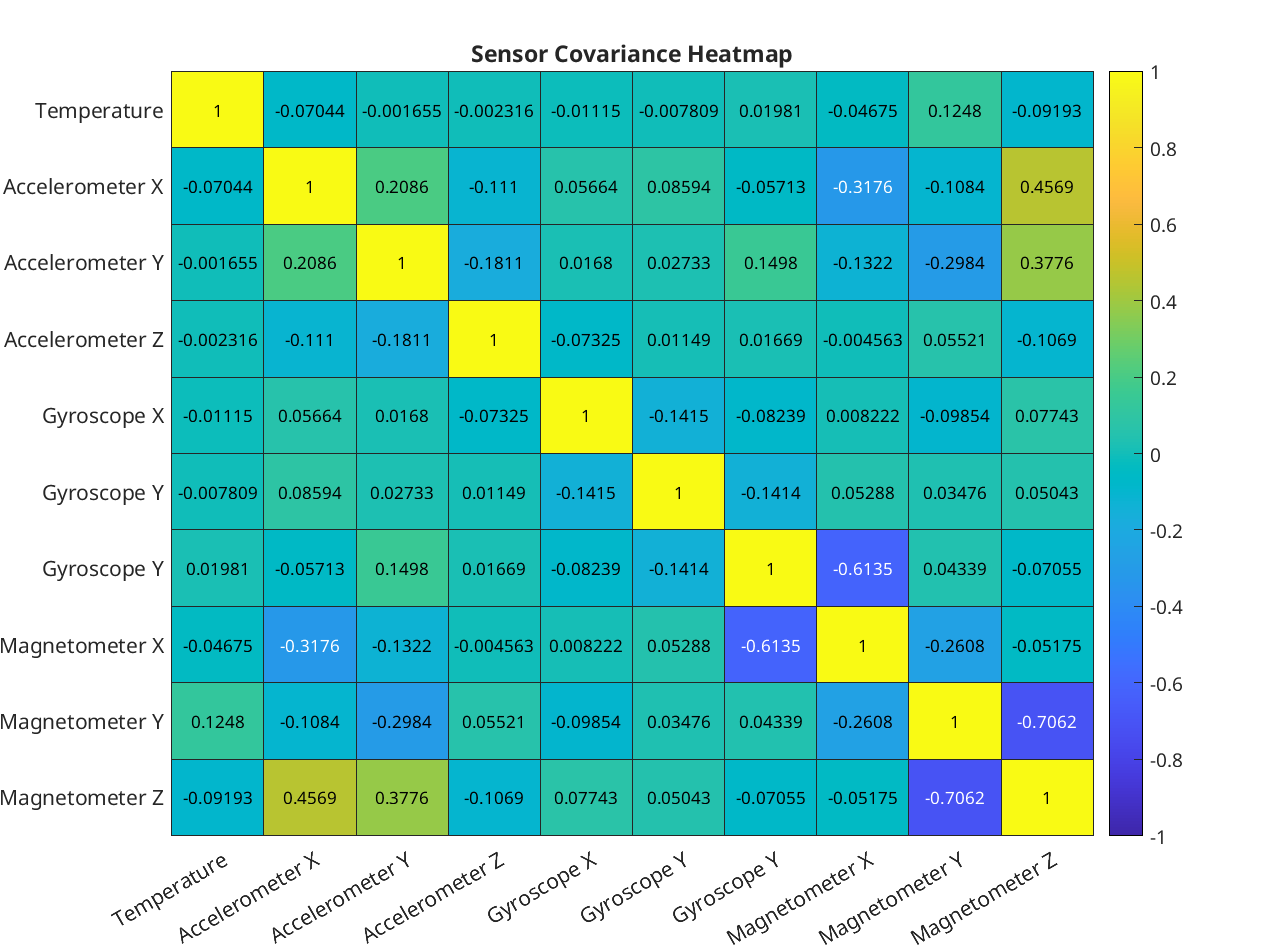 Sensor Covariance Heatmap
Temperature 1 -0.07044 -0.001655 -0.002316 -0.01115 -0.007809 0.01981 -0.04675 0.1248 -0.09193
Accelerometer X -0.07044 1 0.2086 -0.111 0.05664 0.08594 -0.05713 -0.3176 -0.1084 0.4569
Accelerometer Y -0.001655 0.2086 1 -0.1811 0.0168 0.02733 0.1498 -0.1322 -0.2984 0.3776
Accelerometer Z -0.002316 -0.111 -0.1811 1 -0.07325 0.01149 0.01669 -0.004563 0.05521 -0.1069
Gyroscope X -0.01115 0.05664 0.0168 -0.07325 1 -0.1415 -0.08239 0.008222 -0.09854 0.07743
Gyroscope Y -0.007809 0.08594 0.02733 0.01149 -0.1415 1 -0.1414 0.05288 0.03476 0.05043
Gyroscope Y 0.01981 -0.05713 0.1498 0.01669 -0.08239 -0.1414 1 -0.6135 0.04339 -0.07055
Magnetometer X -0.04675 -0.3176 -0.1322 -0.004563 0.008222 0.05288 -0.6135 1 -0.2608 -0.05175
Magnetometer Y 0.1248 -0.1084 -0.2984 0.05521 -0.09854 0.03476 0.04339 -0.2608 1 -0.7062
Magnetometer Z -0.09193 0.4569 0.3776 -0.1069 0.07743 0.05043 -0.07055 -0.05175 -0.7062 1
Temperature Accelerometer X Accelerometer Y Accelerometer Z Gyroscope X Gyroscope Y Gyroscope Y Magnetometer X Magnetometer Y Magnetometer Z
1
0.8
0.6
0.4
0.2
0
-0.2
-0.4
-0.6
-0.8
-1